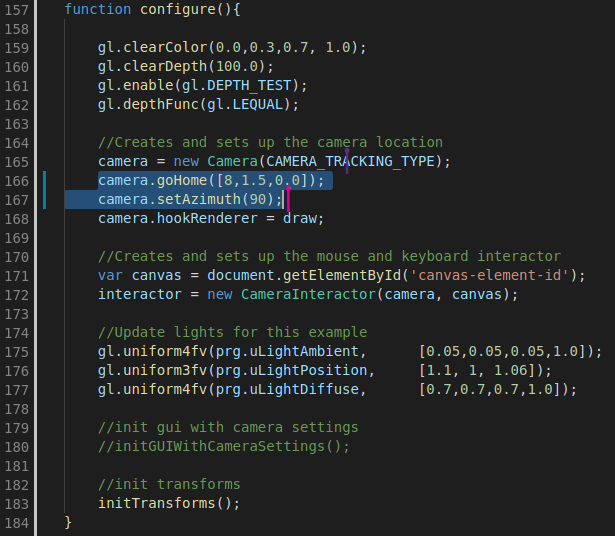 157 function configure(){
158
159 gl.clearColor(0.0,0.3,0.7, 1.0);
160 gl.clearDepth(100.0);
161 gl.enable(gl.DEPTH_TEST);
162 gl.depthFunc(gl.LEQUAL);
163
164 //Creates and sets up the camera location
165 camera = new Camera(CAMERA_TRACKING_TYPE);
166 camera.goHome([8,1.5,0.0]);
167 camera.setAzimuth(90);
168 camera.hookRenderer = draw;
169
170 //Creates and sets up the mouse and keyboard interactor
171 var canvas = document.getElementById('canvas-element-id');
172 interactor = new CameraInteractor(camera, canvas);
173
174 //Update lights for this example
175 gl.uniform4fv(prg.uLightAmbient, [0.05,0.05,0.05,1.0]);
176 gl.uniform3fv(prg.uLightPosition, [1.1, 1, 1.06]);
177 gl.uniform4fv(prg.uLightDiffuse, [0.7,0.7,0.7,1.0]);
178
179 //init gui with camera settings
180 //initGUIWithCameraSettings();
181
182 //init transforms
183 initTransforms();
184 }